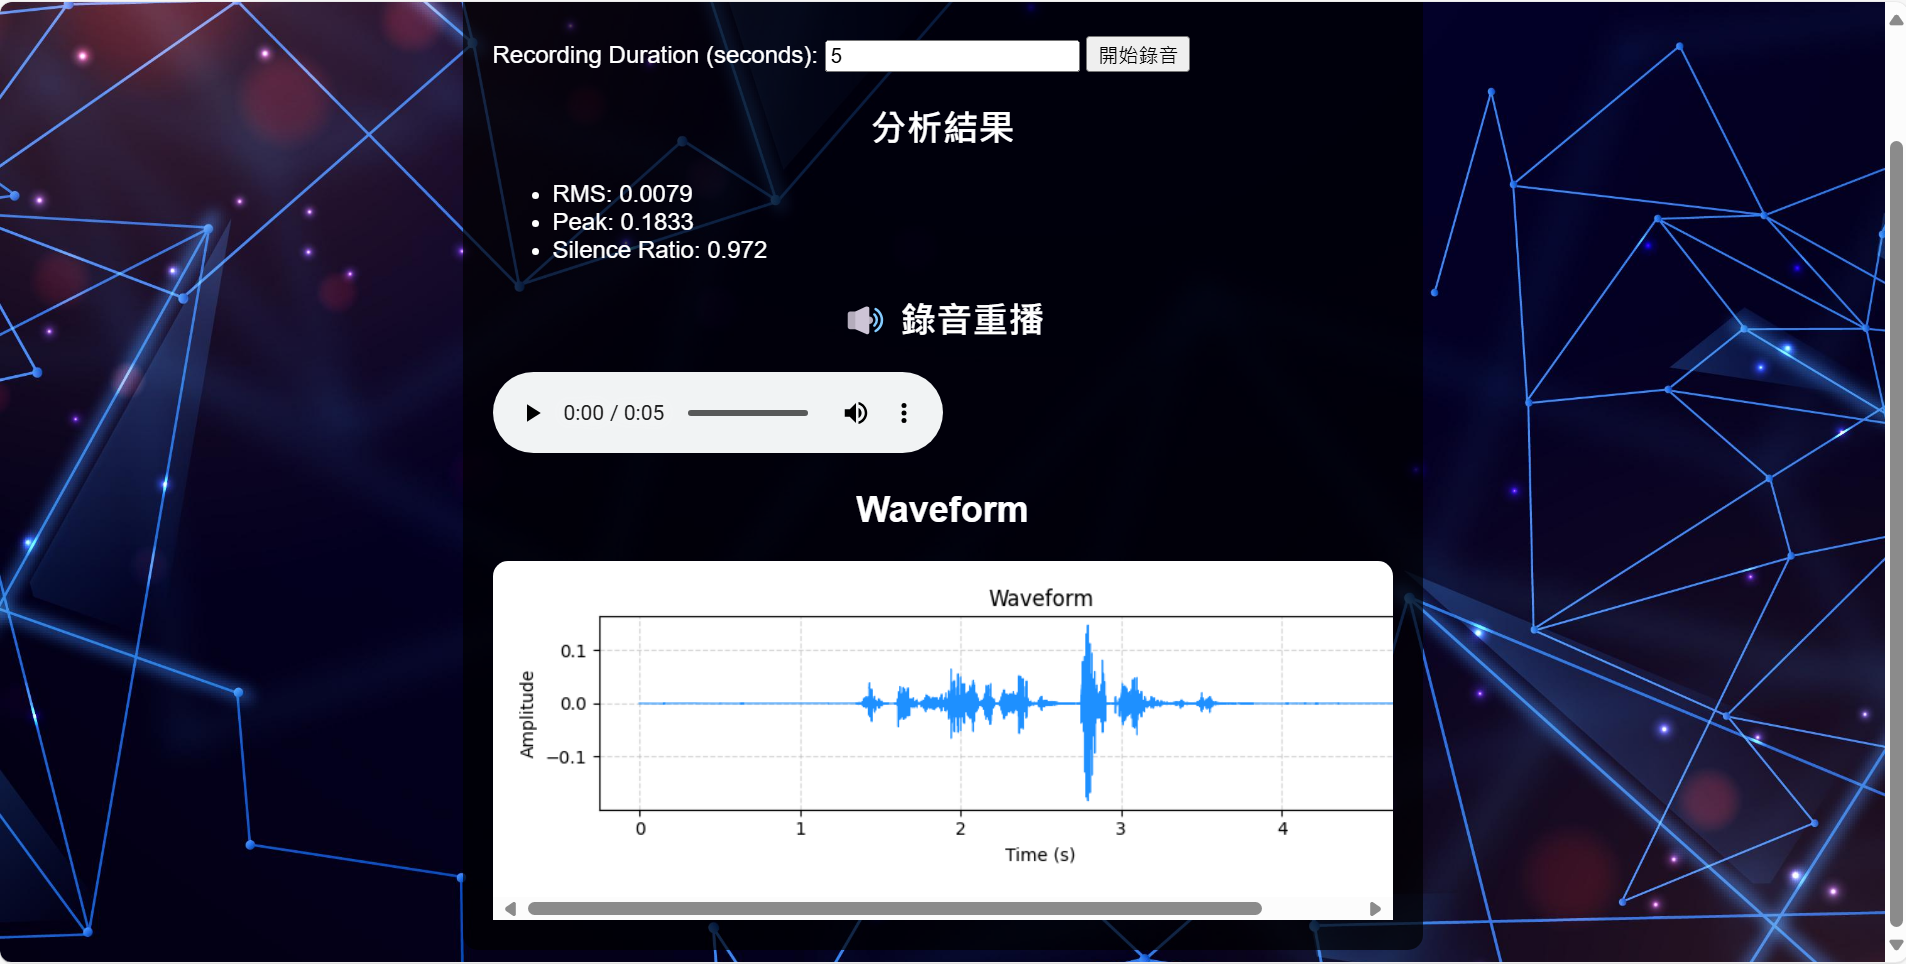 Recording Duration (seconds): 5 開始錄音
分析結果
RMS: 0.0079
Peak: 0.1833
Silence Ratio: 0.972
錄音重播
0:00 / 0:05
Waveform
Waveform
0.1
0.0
−0.1
Amplitude
0 1 2 3 4
Time (s)